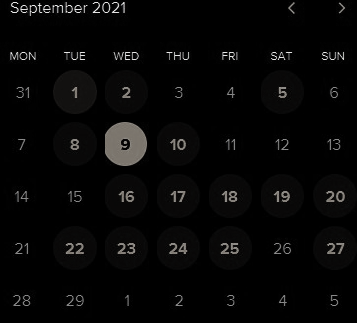 September 2021
MON TUE WED THU FRI SAT SUN
31 1 2 3 4 5 6
7 8 9 10 11 12 13
14 15 16 17 18 19 20
21 22 23 24 25 26 27
28 29 1 2 3 4 5